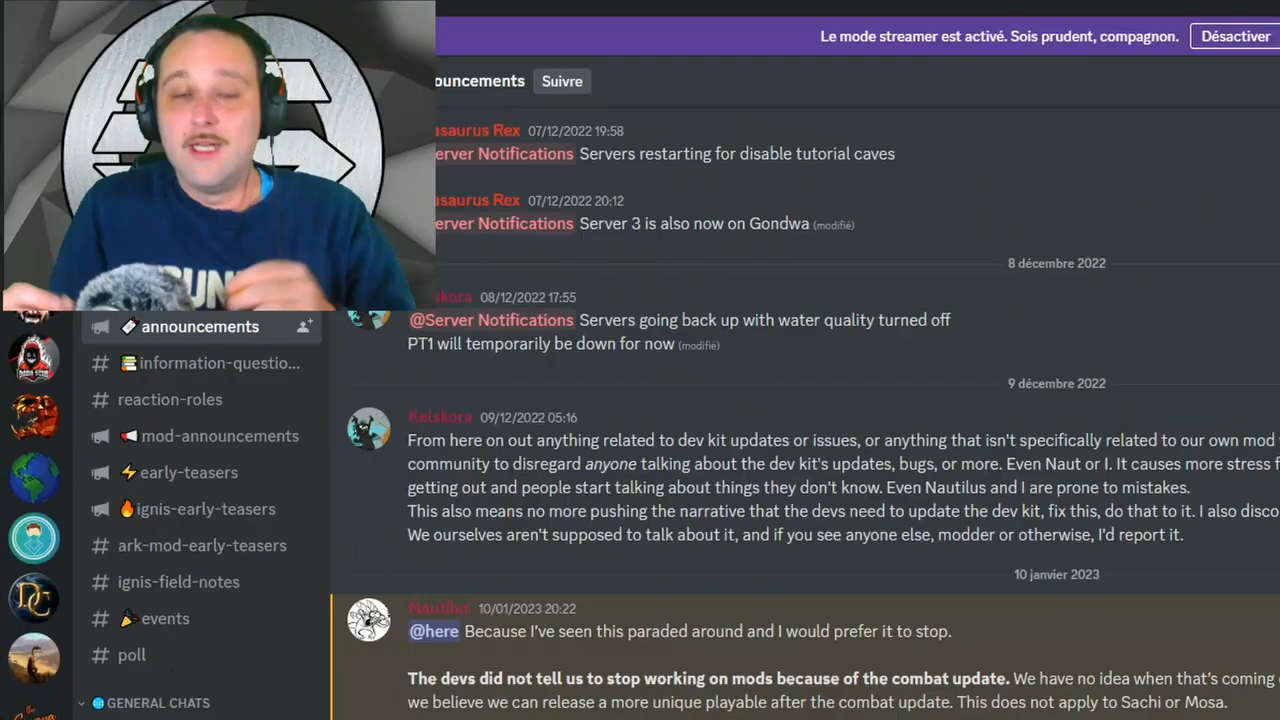 Le mode streamer est activé. Sois prudent, compagnon. Désactiver
ouncements Suivre
asaurus Rex 07/12/2022 19:58
erver Notifications Servers restarting for disable tutorial caves
asaurus Rex 07/12/2022 20:12
erver Notifications Server 3 is also now on Gondwa (modifié)
8 décembre 2022
skora 08/12/2022 17:55
@Server Notifications Servers going back up with water quality turned off
PT1 will temporarily be down for now (modifié)
9 décembre 2022
Kelskora 09/12/2022 05:16
From here on out anything related to dev kit updates or issues, or anything that isn't specifically related to our own mod
community to disregard anyone talking about the dev kit's updates, bugs, or more. Even Naut or I. It causes more stress f
getting out and people start talking about things they don't know. Even Nautilus and I are prone to mistakes.
This also means no more pushing the narrative that the devs need to update the dev kit, fix this, do that to it. I also disco
We ourselves aren't supposed to talk about it, and if you see anyone else, modder or otherwise, I'd report it.
10 janvier 2023
Nautilus 10/01/2023 20:22
@here Because I've seen this paraded around and I would prefer it to stop.
The devs did not tell us to stop working on mods because of the combat update. We have no idea when that's coming
we believe we can release a more unique playable after the combat update. This does not apply to Sachi or Mosa.
announcements
information-questio...
reaction-roles
mod-announcements
early-teasers
ignis-early-teasers
ark-mod-early-teasers
ignis-field-notes
events
poll
GENERAL CHATS
DC